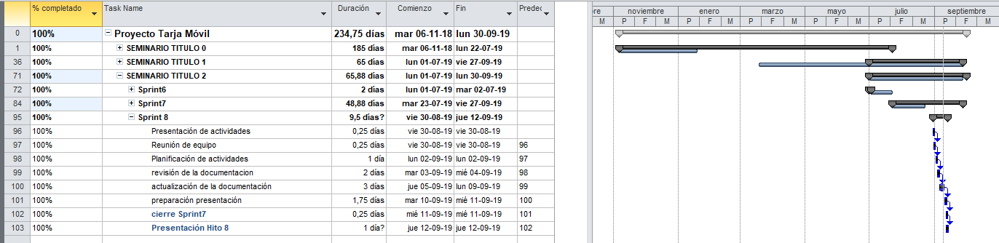 % completado Task Name Duración Comienzo Fin Predec
re noviembre enero marzo mayo julio septiembre
M P F M P F M P F M P F M P F M P F M
0 100% Proyecto Tarja Móvil 234,75 días mar 06-11-18 lun 30-09-19
1 100% SEMINARIO TITULO 0 185 días mar 06-11-18 lun 22-07-19
36 100% SEMINARIO TITULO 1 65 días lun 01-07-19 vie 27-09-19
71 100% SEMINARIO TITULO 2 65,88 días lun 01-07-19 lun 30-09-19
72 100% Sprint6 2 días lun 01-07-19 mar 02-07-19
84 100% Sprint7 48,88 días mar 23-07-19 vie 27-09-19
95 100% Sprint 8 9,5 días? vie 30-08-19 jue 12-09-19
96 100% Presentación de actividades 0,25 días vie 30-08-19 vie 30-08-19
97 100% Reunión de equipo 0,25 días vie 30-08-19 vie 30-08-19 96
98 100% Planificación de actividades 1 día lun 02-09-19 lun 02-09-19 97
99 100% revisión de la documentacion 2 días mar 03-09-19 mié 04-09-19 98
100 100% actualización de la documentación 3 días jue 05-09-19 lun 09-09-19 99
101 100% preparación presentación 1,75 días mar 10-09-19 mié 11-09-19 100
102 100% cierre Sprint7 0,25 días mié 11-09-19 mié 11-09-19 101
103 100% Presentación Hito 8 1 día? jue 12-09-19 jue 12-09-19 102